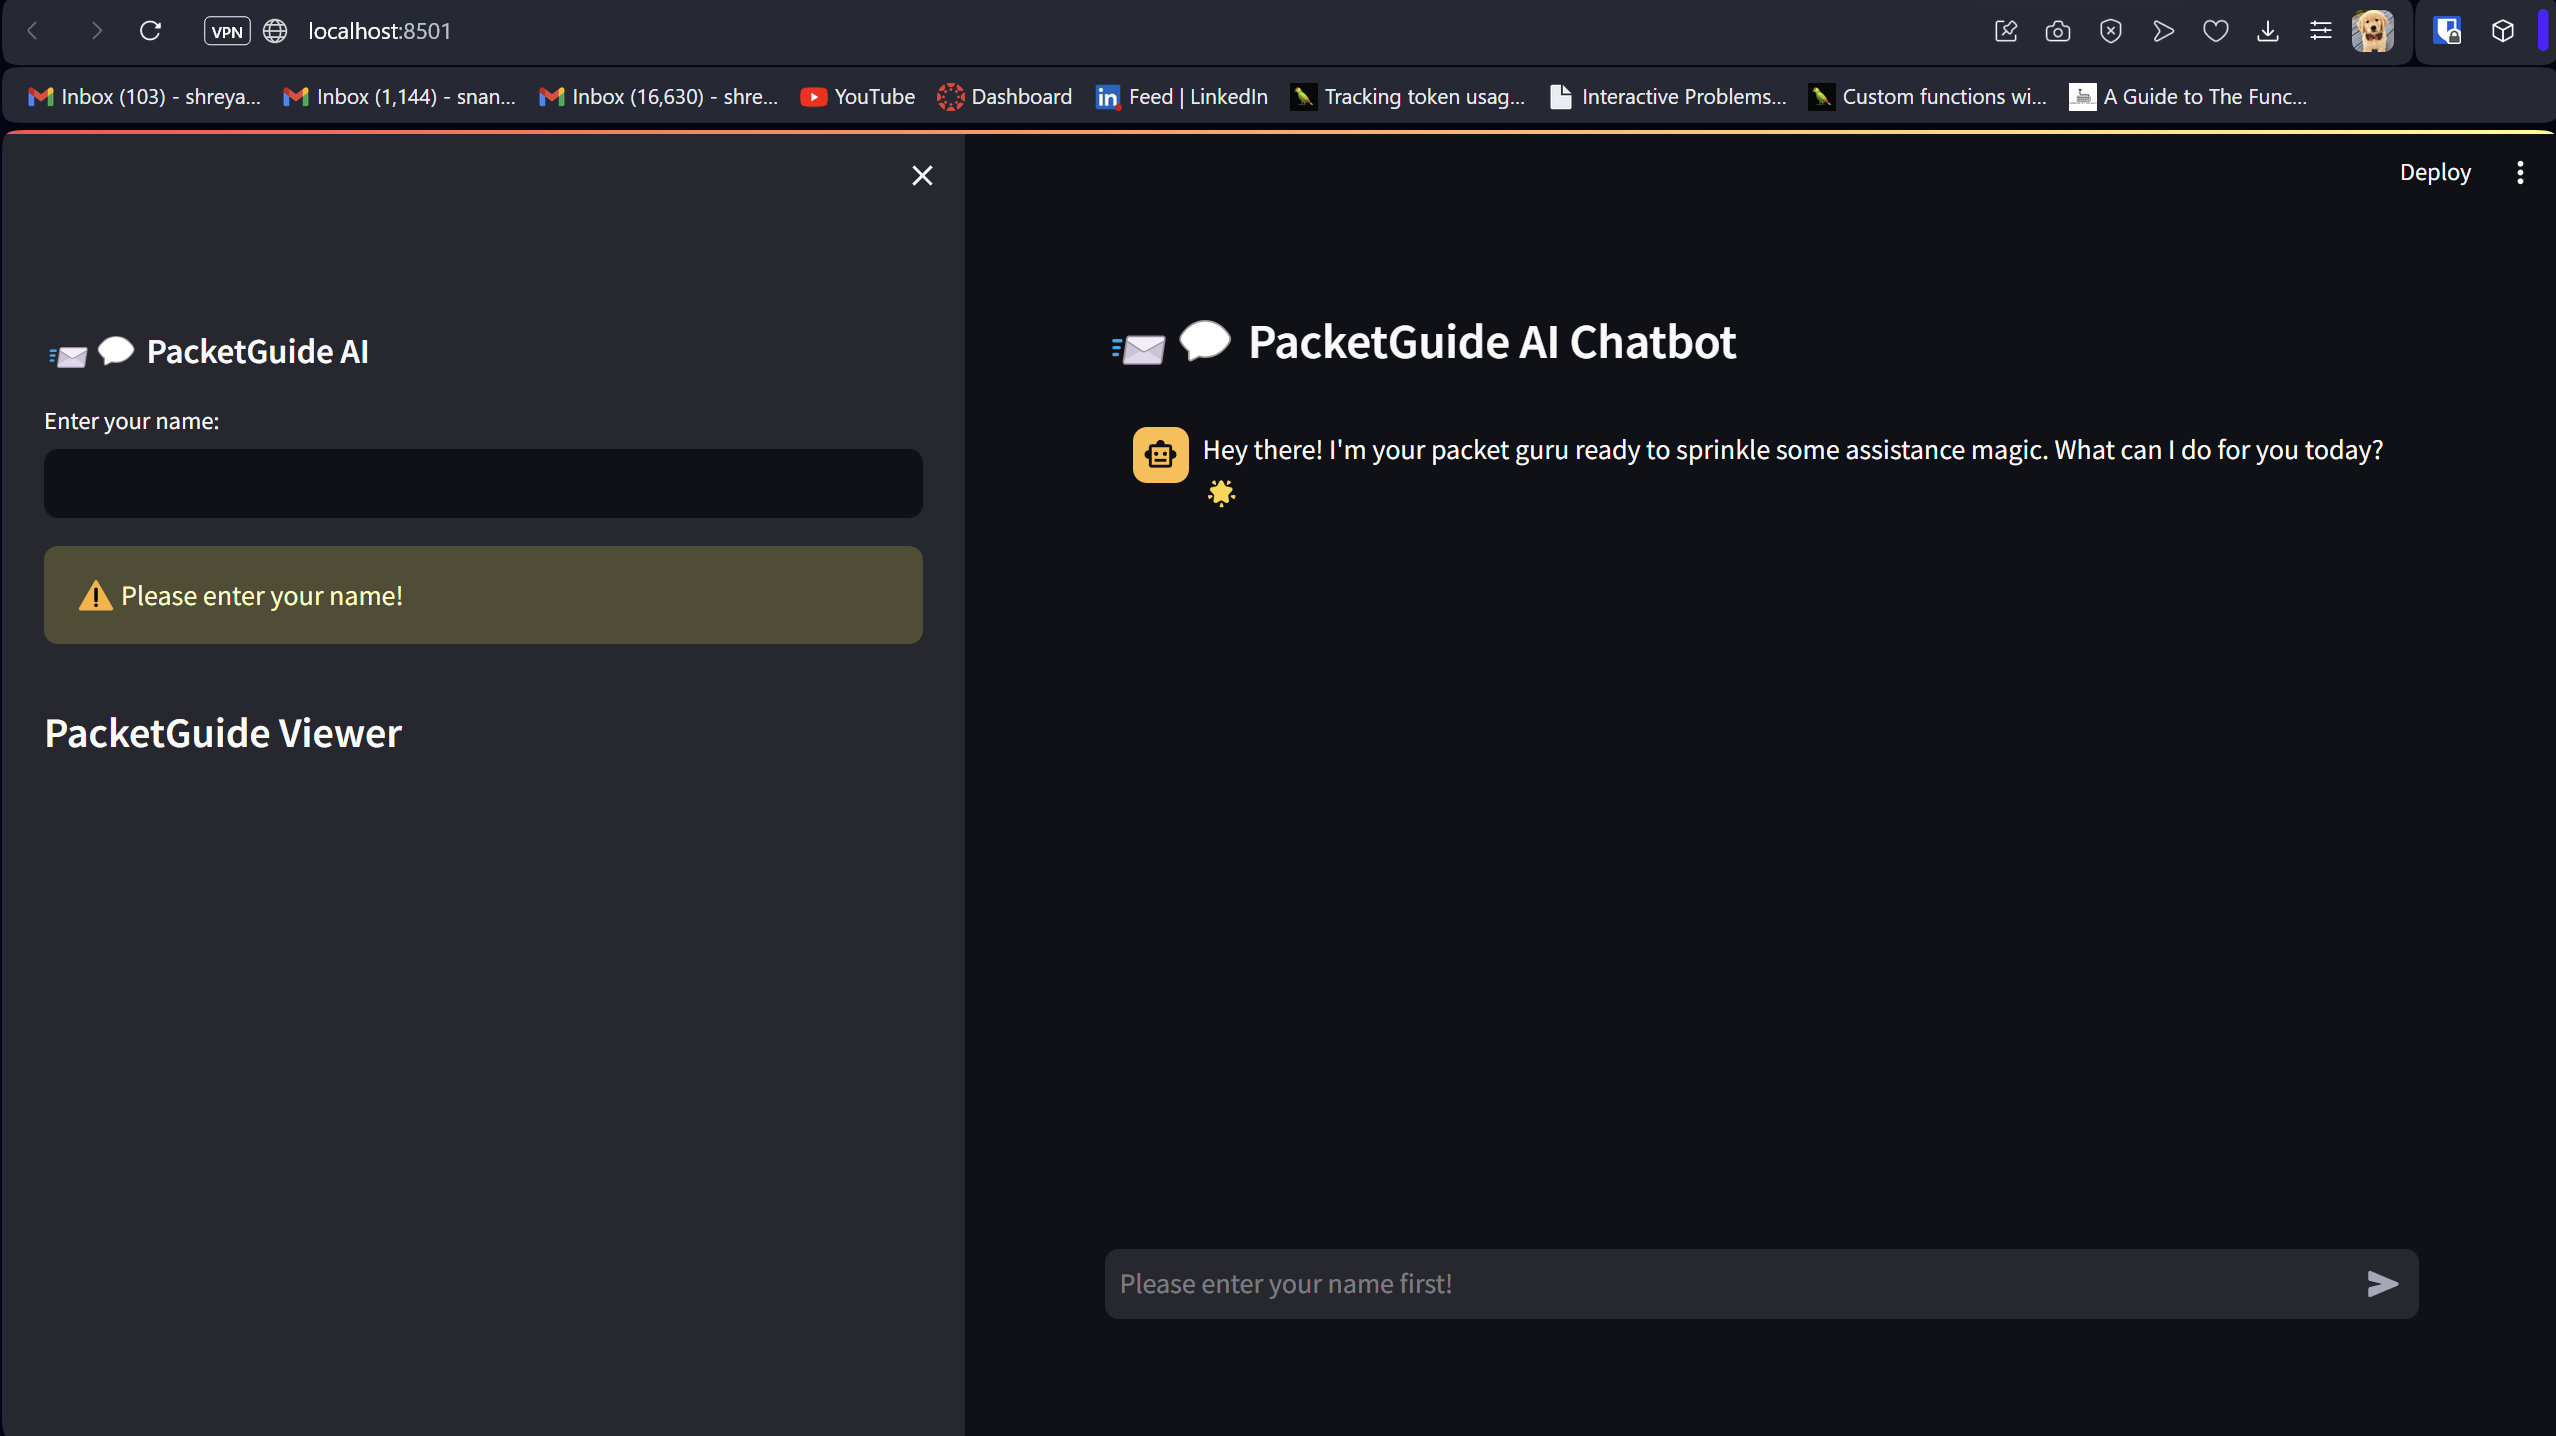 VPN localhost:8501
Inbox (103) - shreya... Inbox (1,144) - snan... Inbox (16,630) - shre... YouTube Dashboard Feed | LinkedIn Tracking token usag... Interactive Problems... Custom functions wi... A Guide to The Func...
Deploy
PacketGuide AI
Enter your name:
Please enter your name!
PacketGuide Viewer
PacketGuide AI Chatbot
Hey there! I'm your packet guru ready to sprinkle some assistance magic. What can I do for you today?
Please enter your name first!